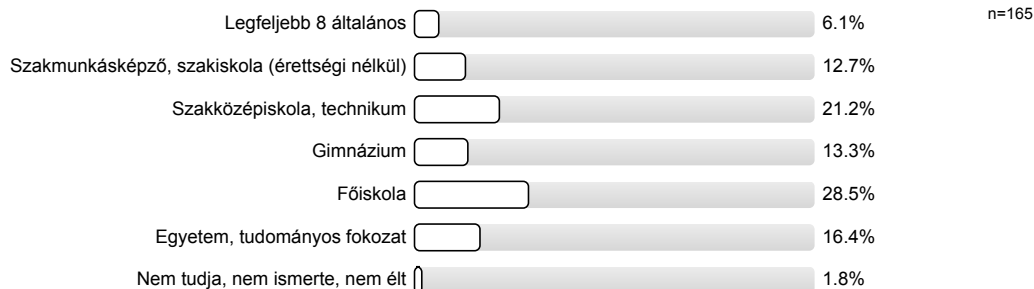 Legfeljebb 8 általános 6.1% n=165
Szakmunkásképző, szakiskola (érettségi nélkül) 12.7%
Szakközépiskola, technikum 21.2%
Gimnázium 13.3%
Főiskola 28.5%
Egyetem, tudományos fokozat 16.4%
Nem tudja, nem ismerte, nem élt 1.8%